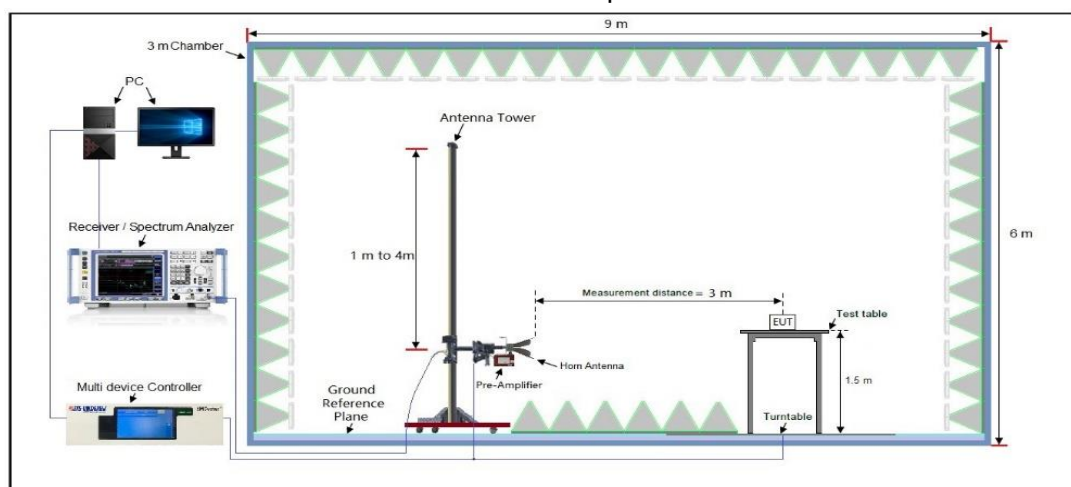 9 m
3 m Chamber
PC
Antenna Tower
Receiver / Spectrum Analyzer
1 m to 4m
6 m
Measurement distance = 3 m
EUT
Test table
Horn Antenna
Pre-Amplifier
1.5 m
Multi device Controller
Ground
Reference
Plane
Turntable